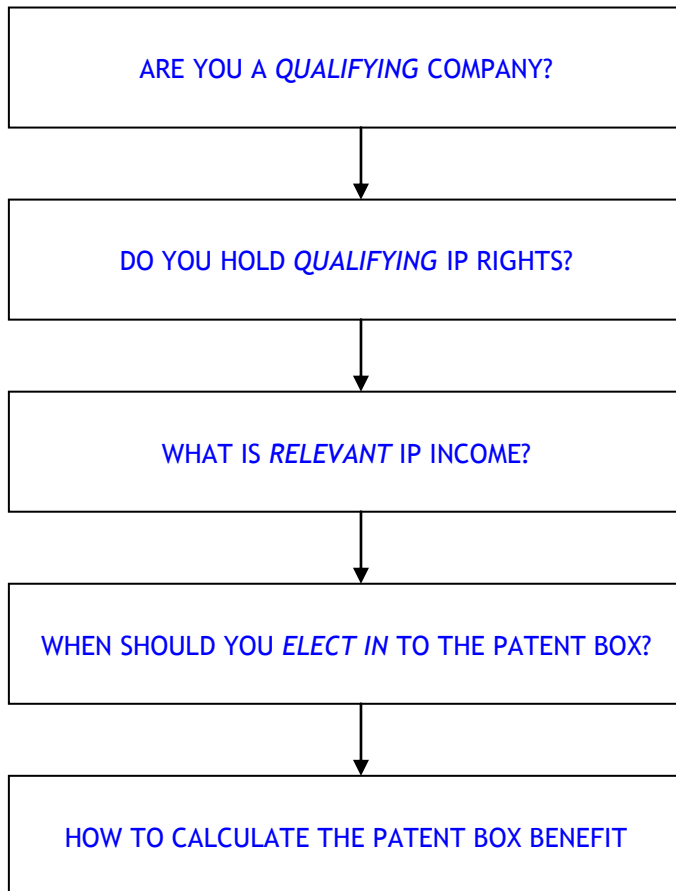 ARE YOU A QUALIFYING COMPANY?
DO YOU HOLD QUALIFYING IP RIGHTS?
WHAT IS RELEVANT IP INCOME?
WHEN SHOULD YOU ELECT IN TO THE PATENT BOX?
HOW TO CALCULATE THE PATENT BOX BENEFIT